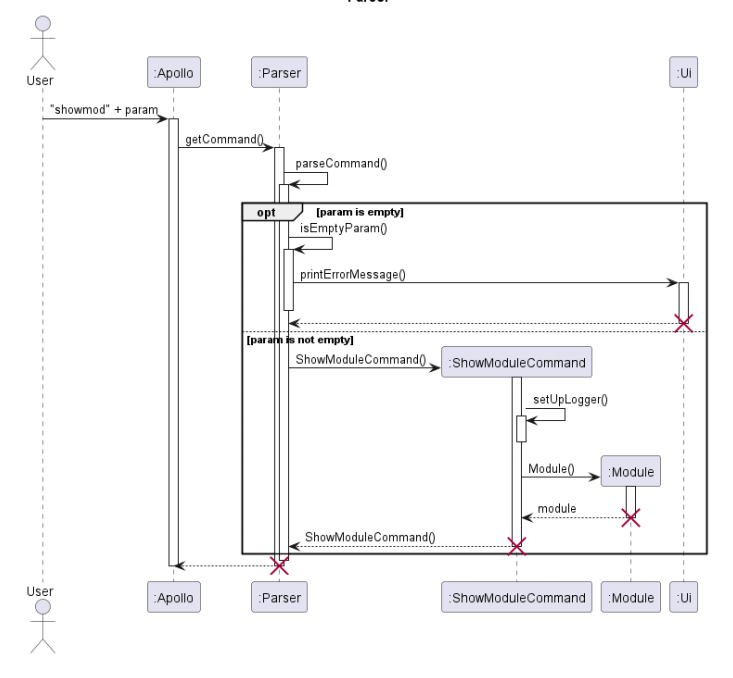 Parser
User
:Apollo
:Parser
:Ui
"showmod" + param
getCommand()
parseCommand()
opt
[param is empty]
isEmptyParam()
printErrorMessage()
[param is not empty]
ShowModuleCommand()
:ShowModuleCommand
setUpLogger()
Module()
:Module
module
ShowModuleCommand()
User
:Apollo
:Parser
:ShowModuleCommand
:Module
:Ui